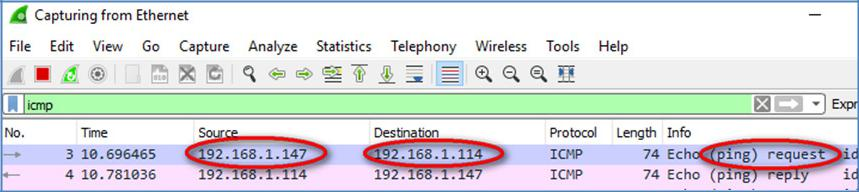 Capturing from Ethernet
File Edit View Go Capture Analyze Statistics Telephony Wireless Tools Help
icmp Expr
No. Time Source Destination Protocol Length Info
3 10.696465 192.168.1.147 192.168.1.114 ICMP 74 Echo (ping) request id
4 10.781036 192.168.1.114 192.168.1.147 ICMP 74 Echo (ping) reply id